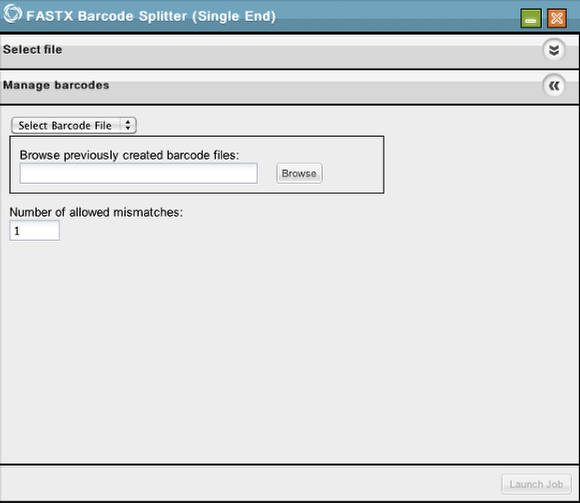 FASTX Barcode Splitter (Single End)
Select file
Manage barcodes
Select Barcode File
Browse previously created barcode files:
Browse
Number of allowed mismatches:
1
Launch Job